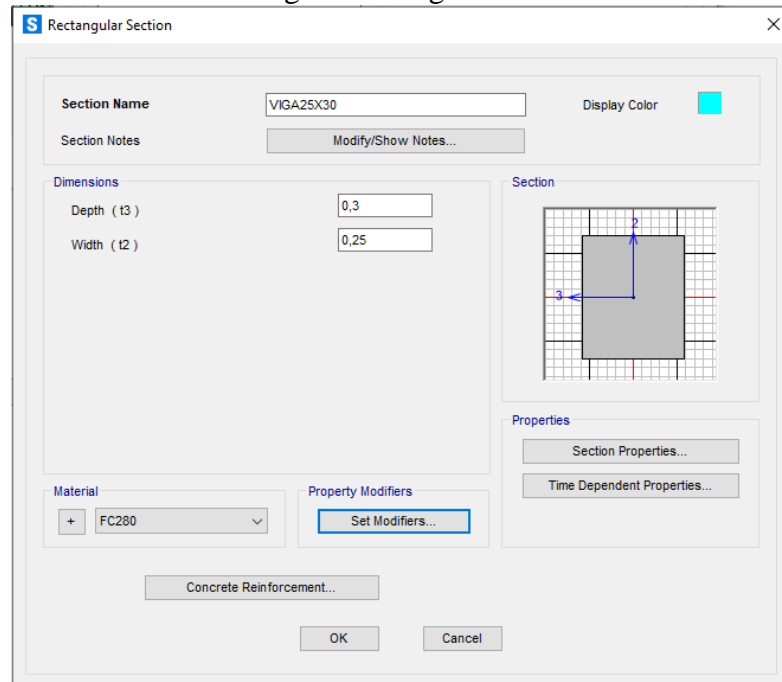 Rectangular Section
Section Name VIGA25X30 Display Color
Section Notes Modify/Show Notes...
Dimensions
Depth ( t3 ) 0,3
Width ( t2 ) 0,25
Section
2
3
Properties
Section Properties...
Time Dependent Properties...
Material
+ FC280
Property Modifiers
Set Modifiers...
Concrete Reinforcement...
OK Cancel